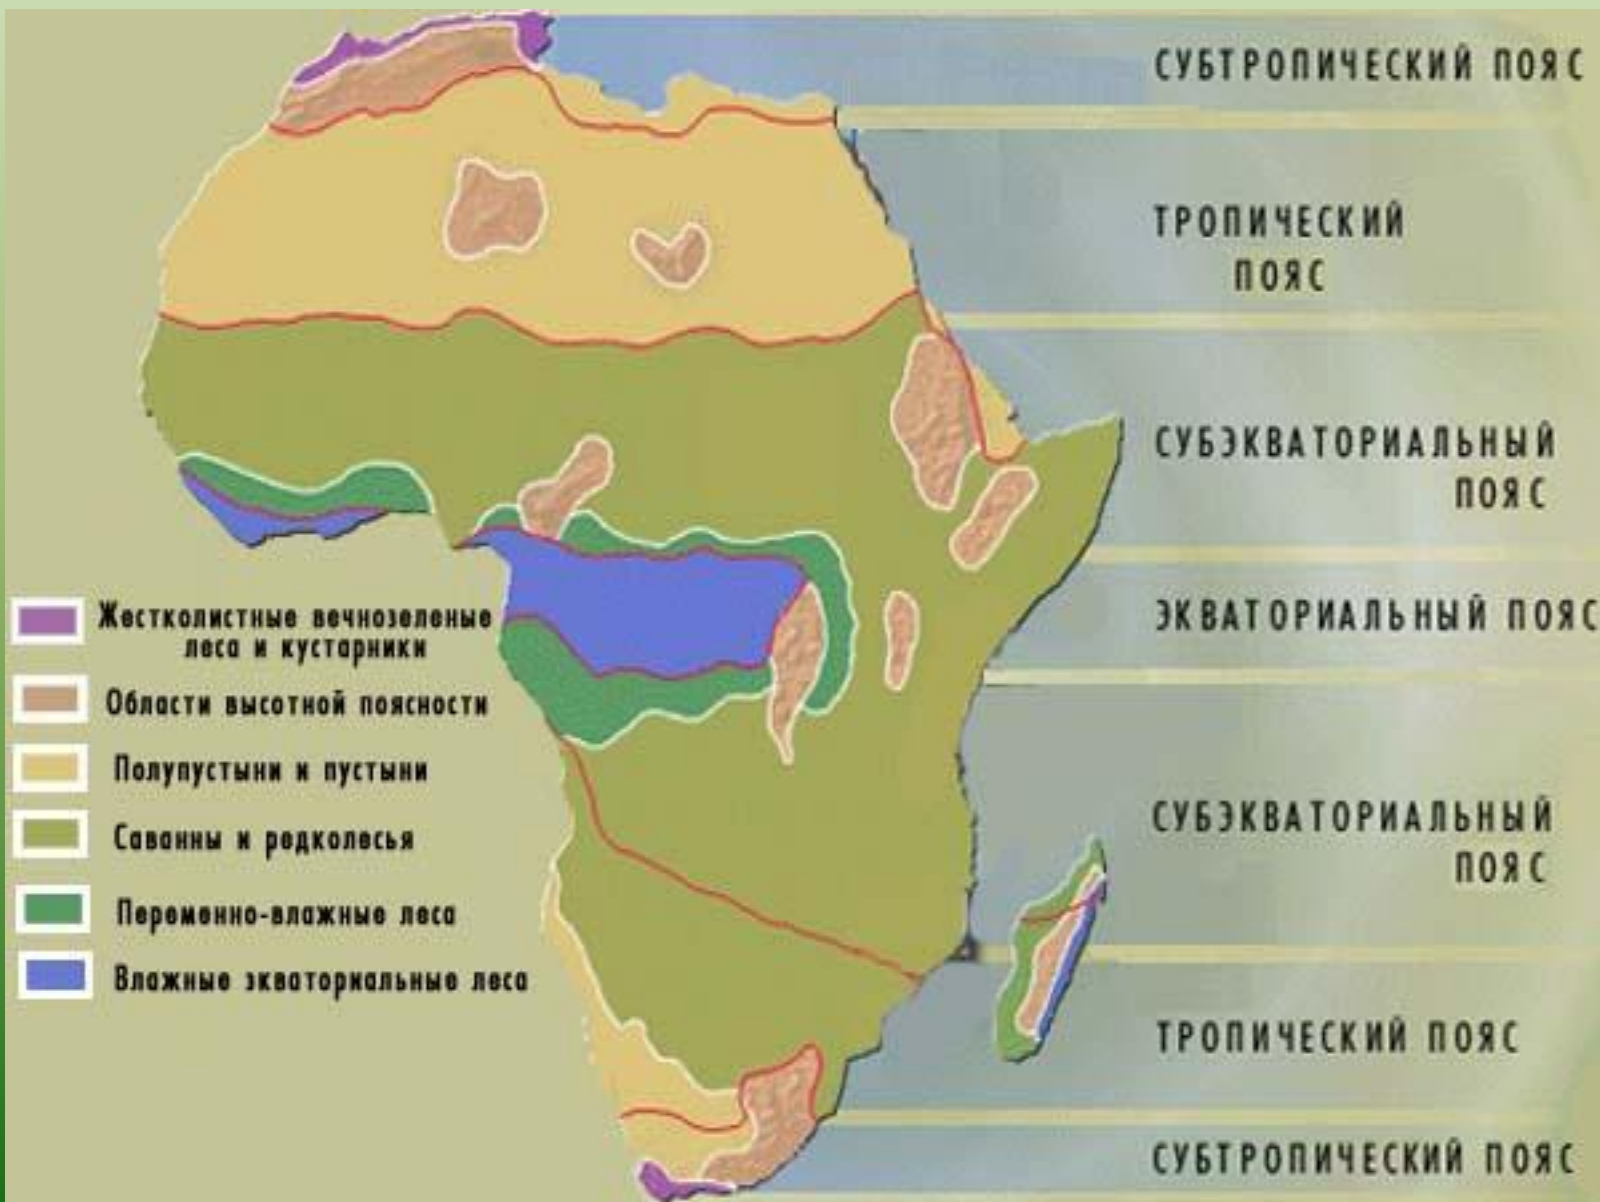 СУБТРОПИЧЕСКИЙ ПОЯС
ТРОПИЧЕСКИЙ
ПОЯС
СУБЭКВАТОРИАЛЬНЫЙ
ПОЯС
ЭКВАТОРИАЛЬНЫЙ ПОЯС
СУБЭКВАТОРИАЛЬНЫЙ
ПОЯС
ТРОПИЧЕСКИЙ ПОЯС
СУБТРОПИЧЕСКИЙ ПОЯС
Жестколистные вечнозеленые
леса и кустарники
Области высотной поясности
Полупустыни и пустыни
Саванны и редколесья
Переменно-влажные леса
Влажные экваториальные леса